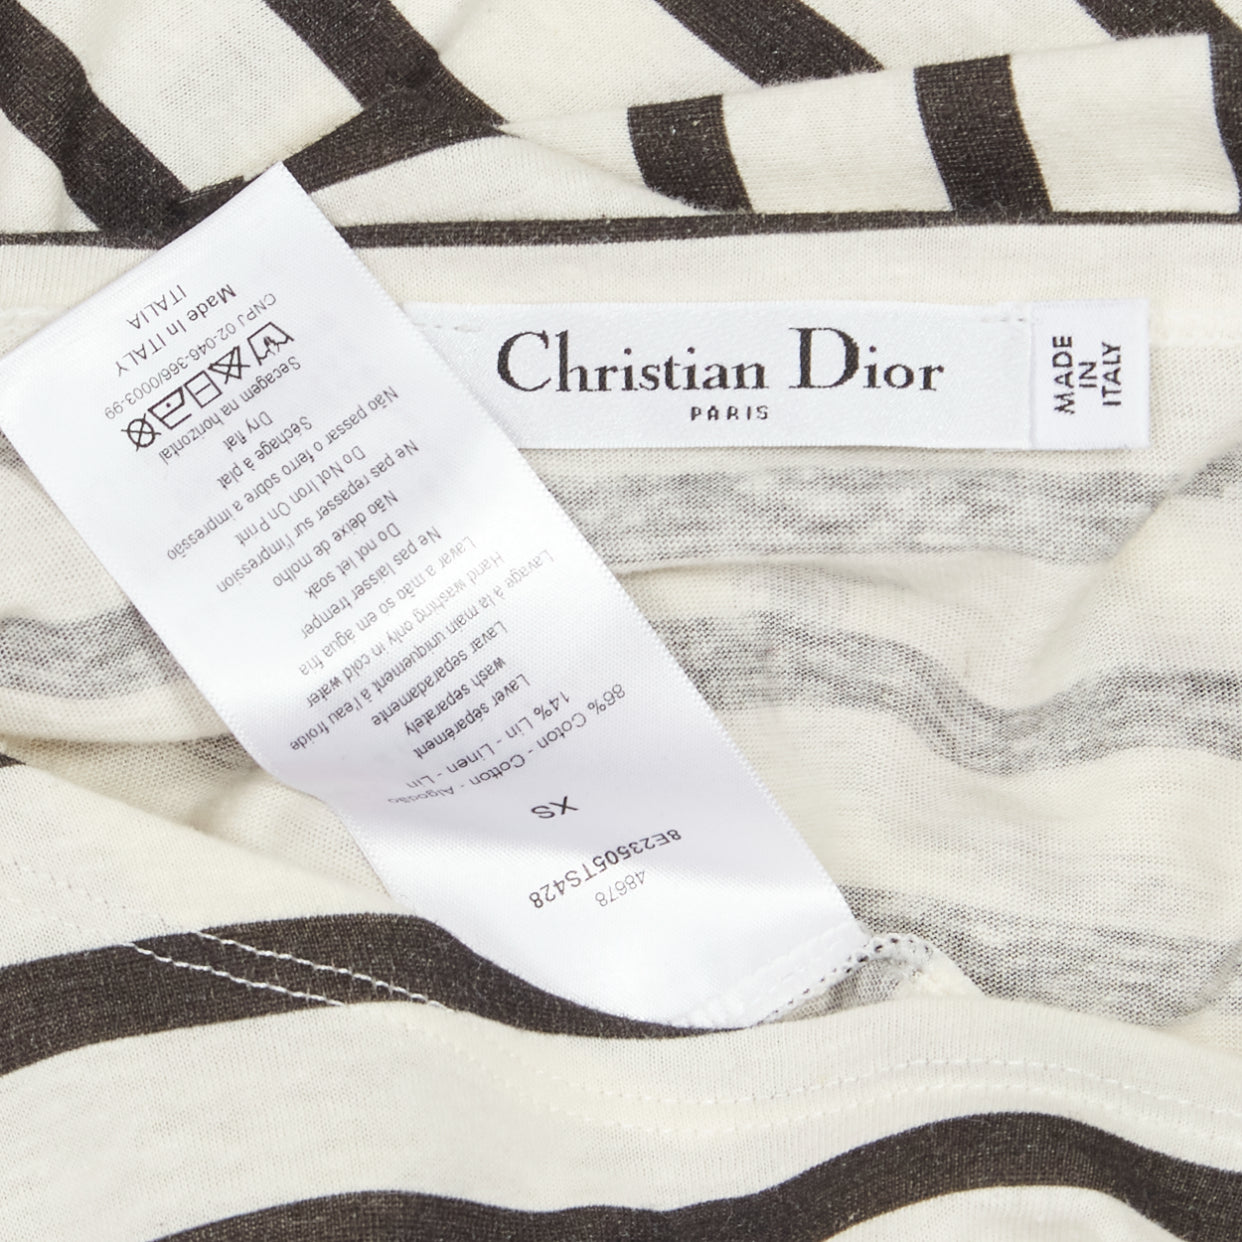 Christian Dior
PARIS
MADE
IN
ITALY
48678
8E23505TS428
XS
86% Coton - Cotton - Algodão
14% Lin - Linen - Lin
Laver séparément
wash separately
Lavar separadamente
Lavage à la main uniquement à l'eau froide
Hand washing only in cold water
Lavar a mão so em agua fria
Ne pas laisser tremper
Do not let soak
Não deixe de molho
Ne pas repasser sur l'impression
Do Not Iron On Print
Não passar o ferro sobre a impressão
Séchage à plat
Dry flat
Secagem na horizontal
CNPJ 02-046-366/0003-99
Made In ITALY
ITALIA